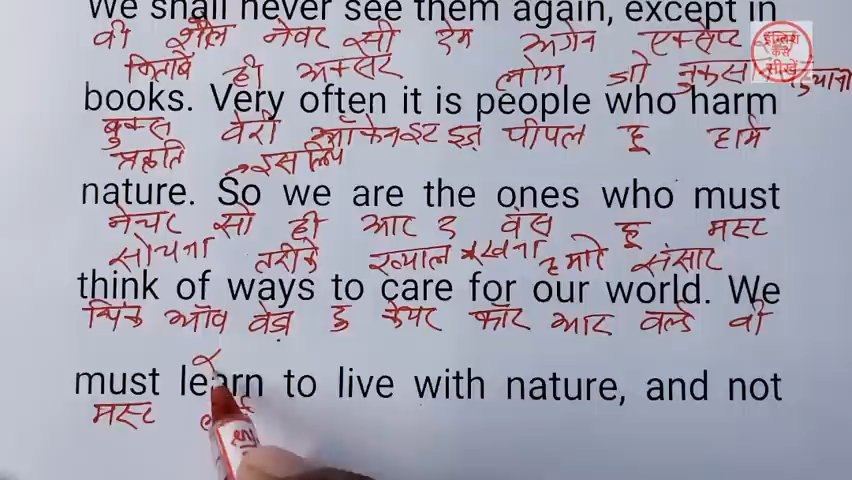 We shall never see them again, except in
वी शैल नेवर सी देम अगेन एक्सेप्ट
इंग्लिश कैसे सीखें
किताबें ही अक्सर लोग जो नुकसान
books. Very often it is people who harm
बुक्स वेरी ऑफेन इट इज़ पीपल हू हार्म
प्रकृति इसलिए
nature. So we are the ones who must
नेचर सो वी आर द वंस हू मस्ट
सोचना तरीके ख्याल रखना हमारे संसार
think of ways to care for our world. We
थिंक ऑव वेज़ टु केयर फॉर आर वर्ल्ड वी
must learn to live with nature, and not
मस्ट